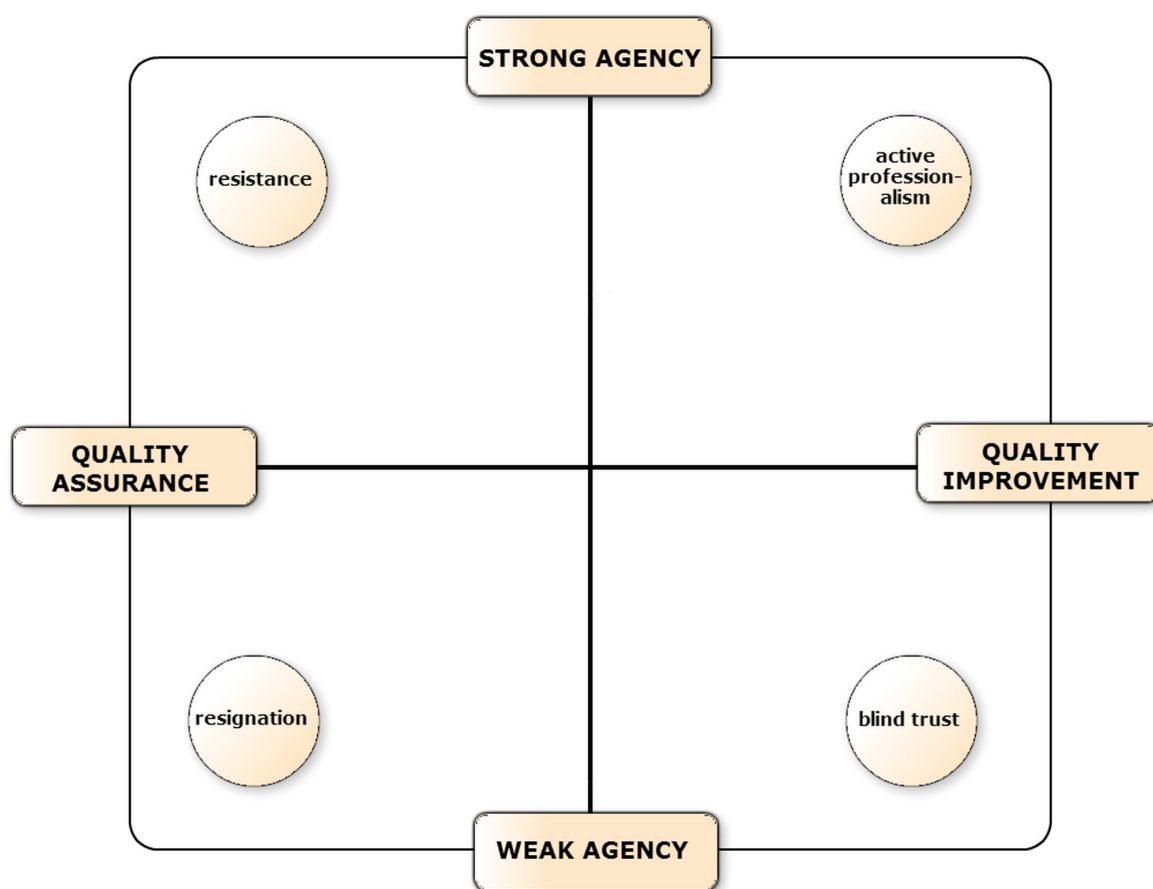 STRONG AGENCY
resistance
active
profession-
alism
QUALITY
ASSURANCE
QUALITY
IMPROVEMENT
resignation
blind trust
WEAK AGENCY